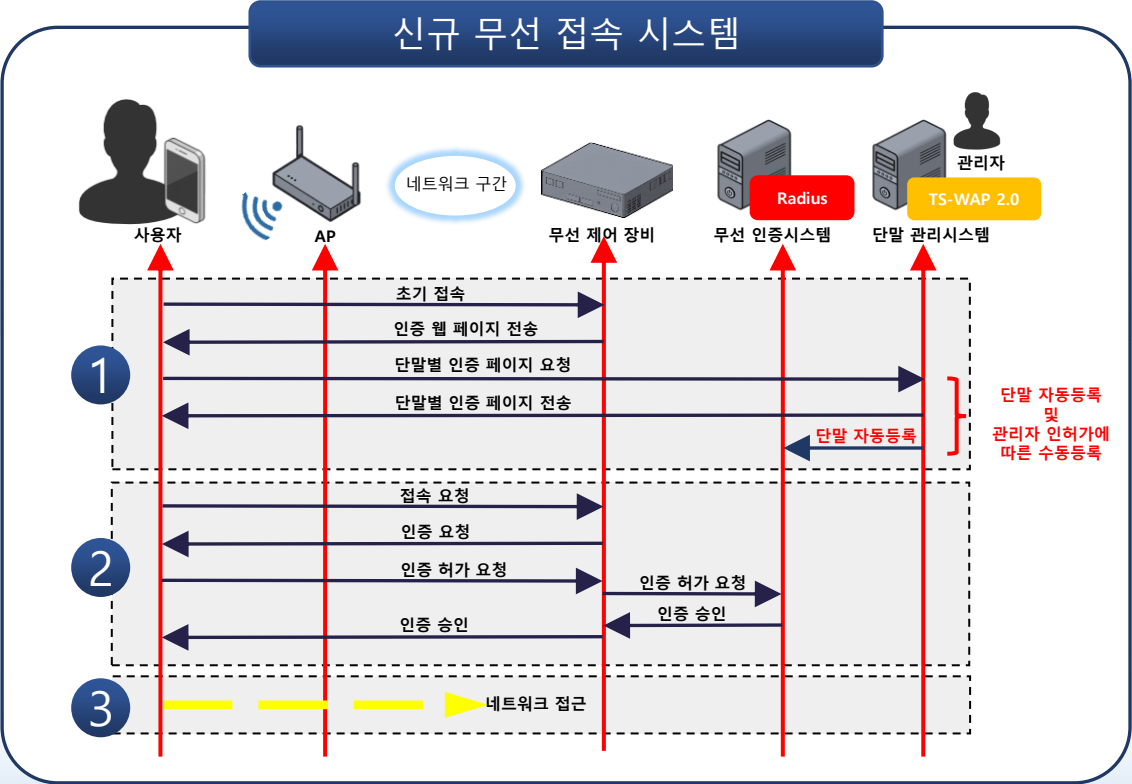 신규 무선 접속 시스템
네트워크 구간
관리자
Radius
TS-WAP 2.0
사용자
AP
무선 제어 장비
무선 인증시스템
단말 관리시스템
1
초기 접속
인증 웹 페이지 전송
단말별 인증 페이지 요청
단말별 인증 페이지 전송
단말 자동등록
단말 자동등록
및
관리자 인허가에
따른 수동등록
2
접속 요청
인증 요청
인증 허가 요청
인증 허가 요청
인증 승인
인증 승인
3
네트워크 접근